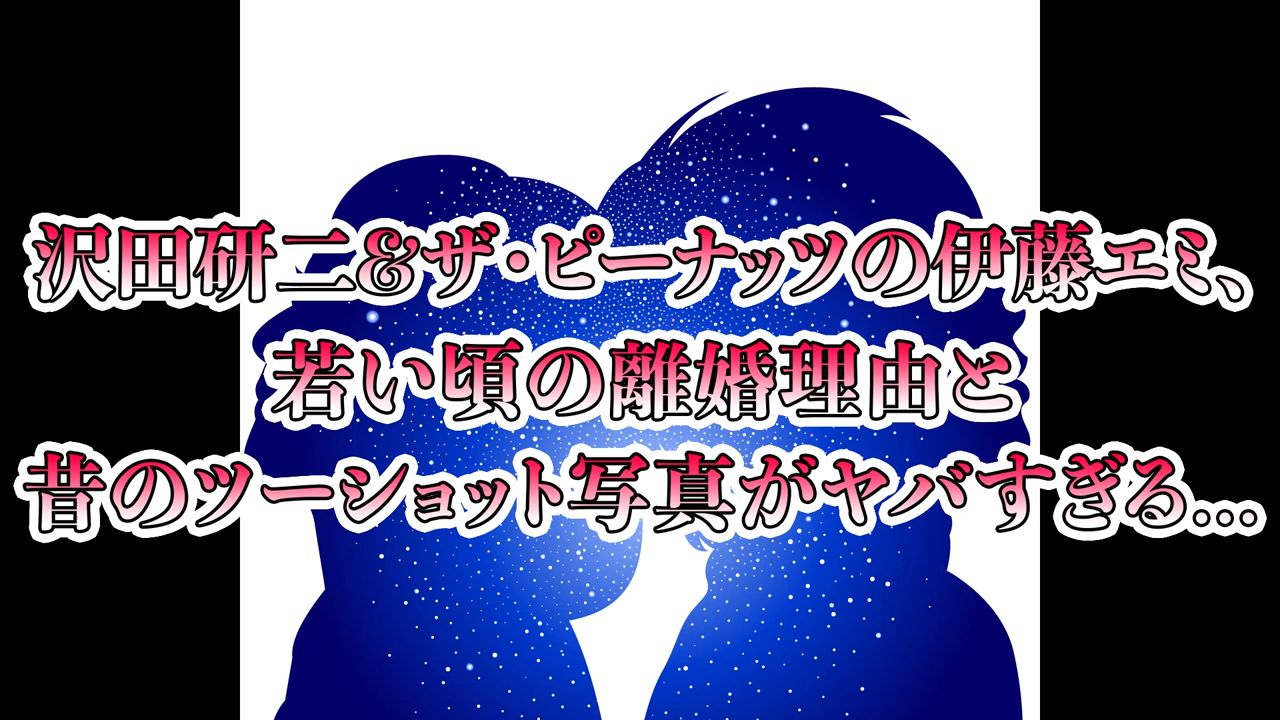 沢田研二&ザ・ピーナッツの伊藤エミ、
若い頃の離婚理由と
昔のツーショット写真がヤバすぎる...